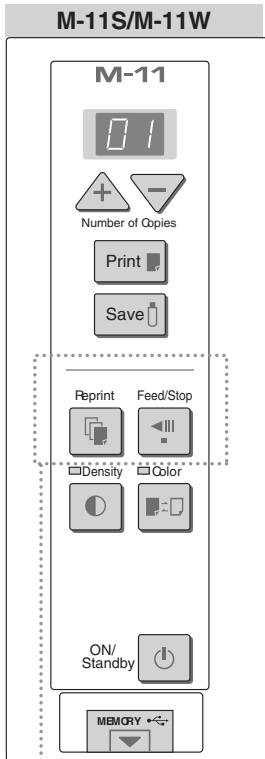 M-11S/M-11W
M-11
01
+ −
Number of Copies
Print
Save
Reprint Feed/Stop
Density Color
ON/
Standby
MEMORY